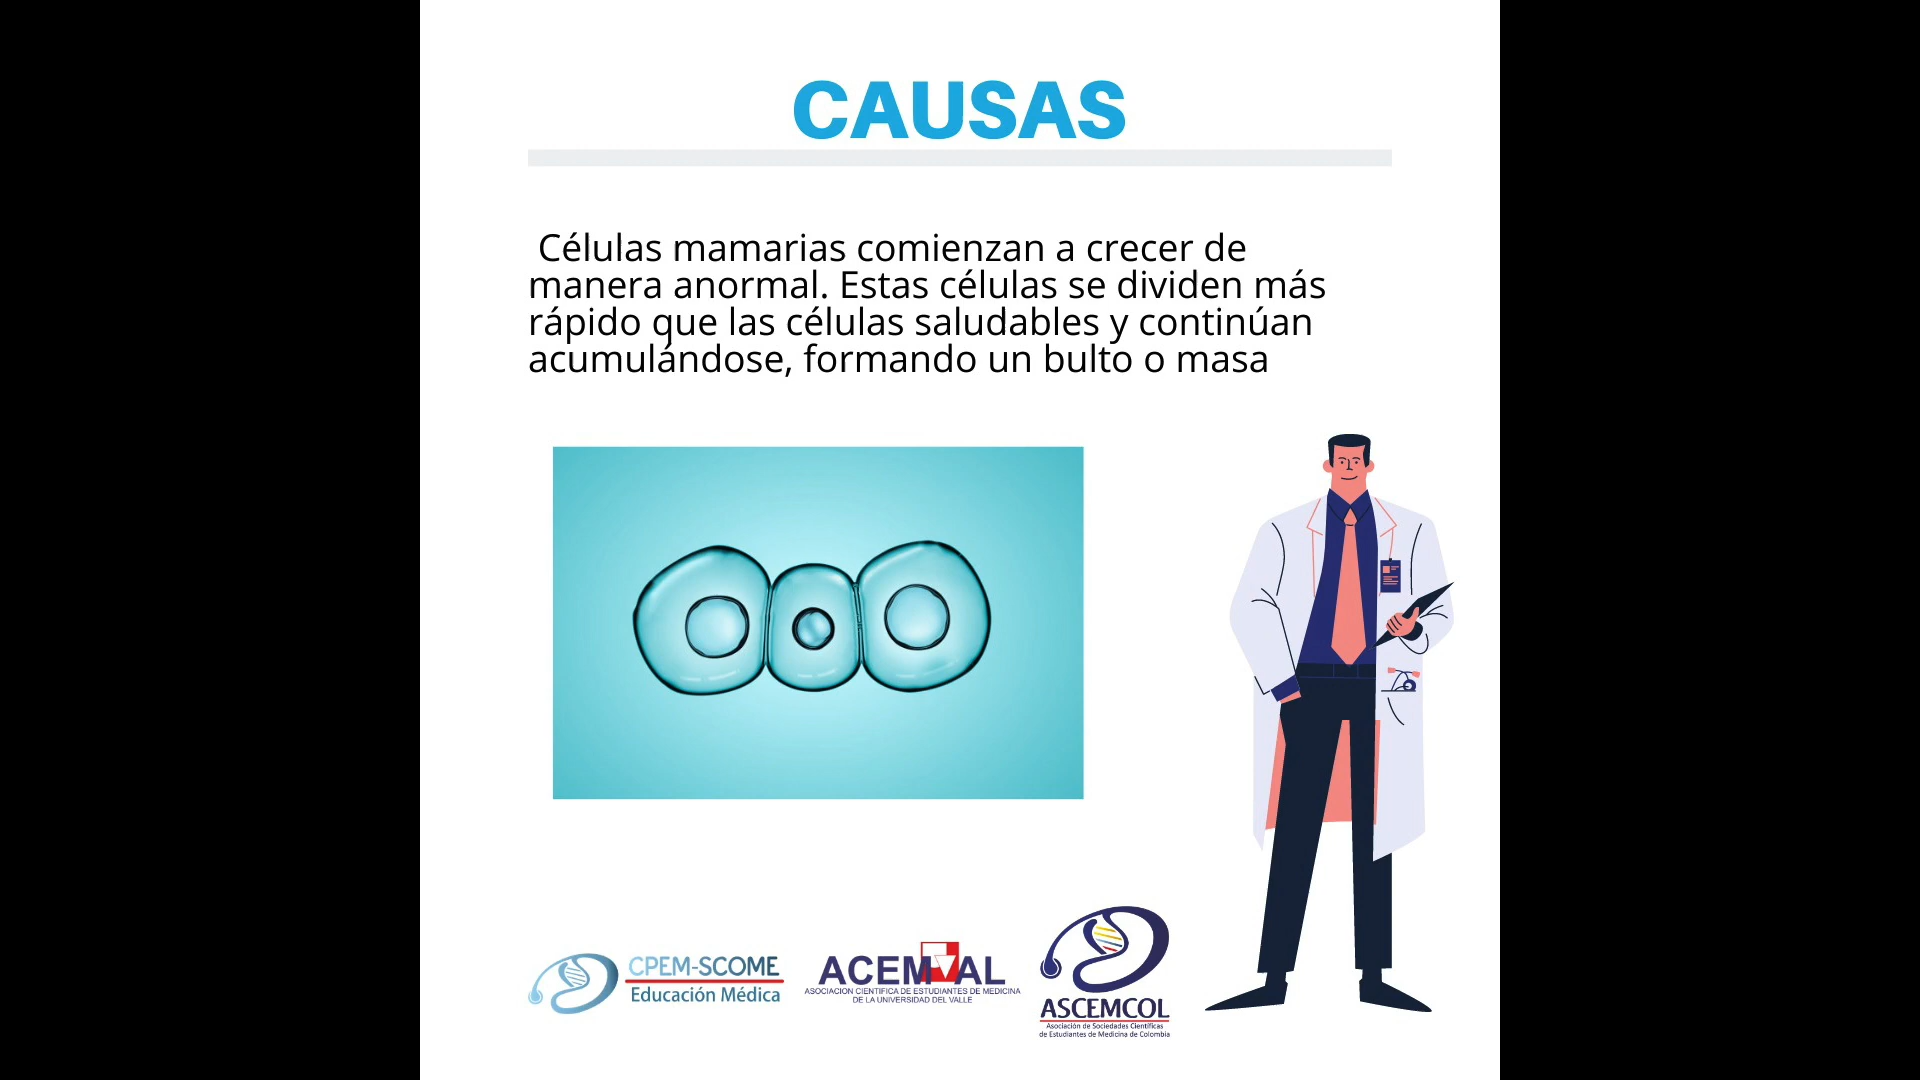 CAUSAS
Células mamarias comienzan a crecer de
manera anormal. Estas células se dividen más
rápido que las células saludables y continúan
acumulándose, formando un bulto o masa
CPEM-SCOME
Educación Médica
ACEMVAL
ASOCIACION CIENTIFICA DE ESTUDIANTES DE MEDICINA
DE LA UNIVERSIDAD DEL VALLE
ASCEMCOL
Asociación de Sociedades Científicas
de Estudiantes de Medicina de Colombia